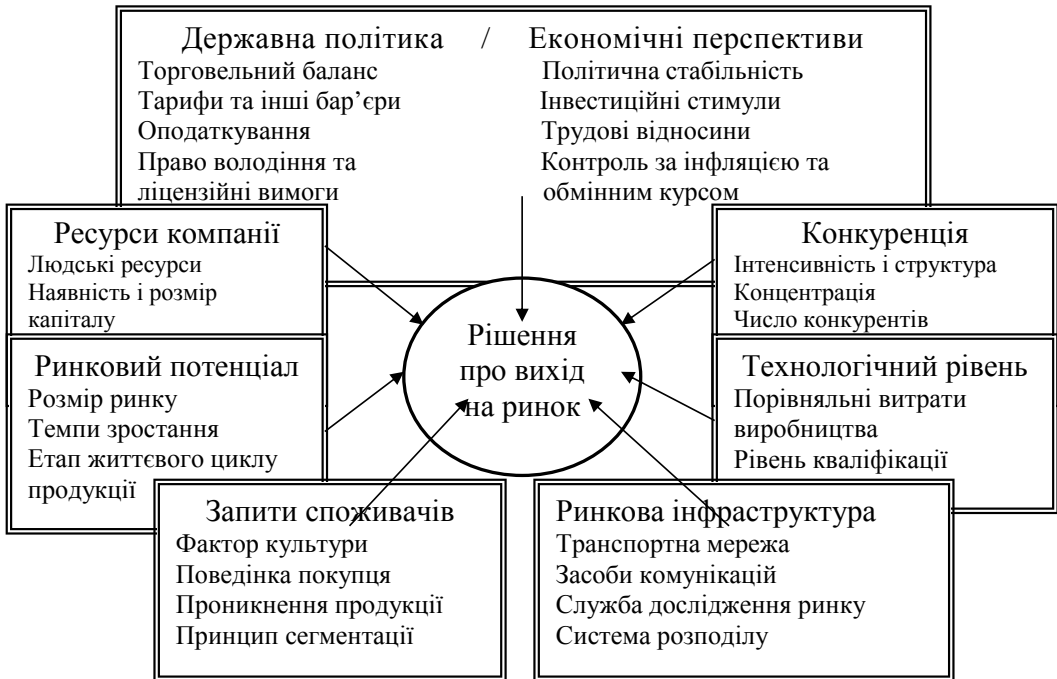 Державна політика / Економічні перспективи
Торговельний баланс
Тарифи та інші бар’єри
Оподаткування
Право володіння та
ліцензійні вимоги
Політична стабільність
Інвестиційні стимули
Трудові відносини
Контроль за інфляцією та
обмінним курсом
Ресурси компанії
Людські ресурси
Наявність і розмір
капіталу
Конкуренція
Інтенсивність і структура
Концентрація
Число конкурентів
Рішення
про вихід
на ринок
Ринковий потенціал
Розмір ринку
Темпи зростання
Етап життєвого циклу
продукції
Технологічний рівень
Порівняльні витрати
виробництва
Рівень кваліфікації
Запити споживачів
Фактор культури
Поведінка покупця
Проникнення продукції
Принцип сегментації
Ринкова інфраструктура
Транспортна мережа
Засоби комунікацій
Служба дослідження ринку
Система розподілу